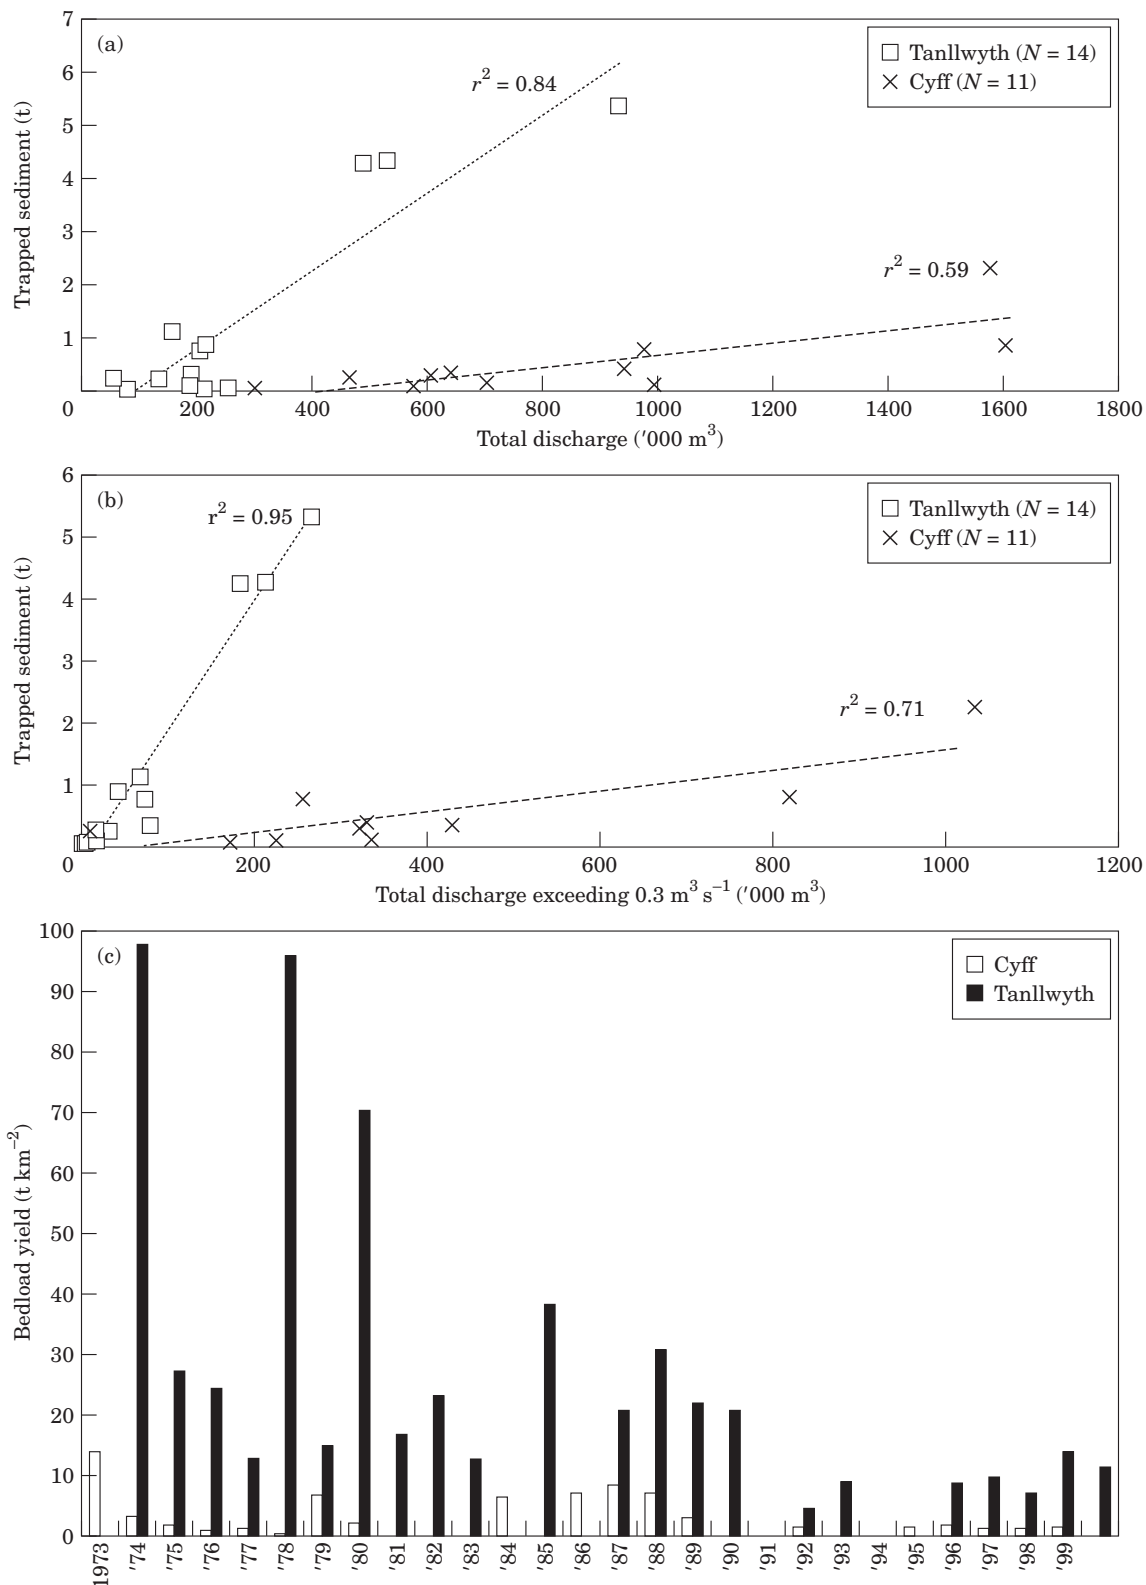 7
(a)
6
5
4
3
2
1
0
Trapped sediment (t)
r² = 0.84
r² = 0.59
Tanllwyth (N = 14)
Cyff (N = 11)
200 400 600 800 1000 1200 1400 1600 1800
Total discharge ('000 m³)
6
(b)
5
4
3
2
1
0
Trapped sediment (t)
r² = 0.95
r² = 0.71
Tanllwyth (N = 14)
Cyff (N = 11)
200 400 600 800 1000 1200
Total discharge exceeding 0.3 m³ s⁻¹ ('000 m³)
100
(c)
90
80
70
60
50
40
30
20
10
0
Bedload yield (t km⁻²)
Cyff
Tanllwyth
1973 '74 '75 '76 '77 '78 '79 '80 '81 '82 '83 '84 '85 '86 '87 '88 '89 '90 '91 '92 '93 '94 '95 '96 '97 '98 '99